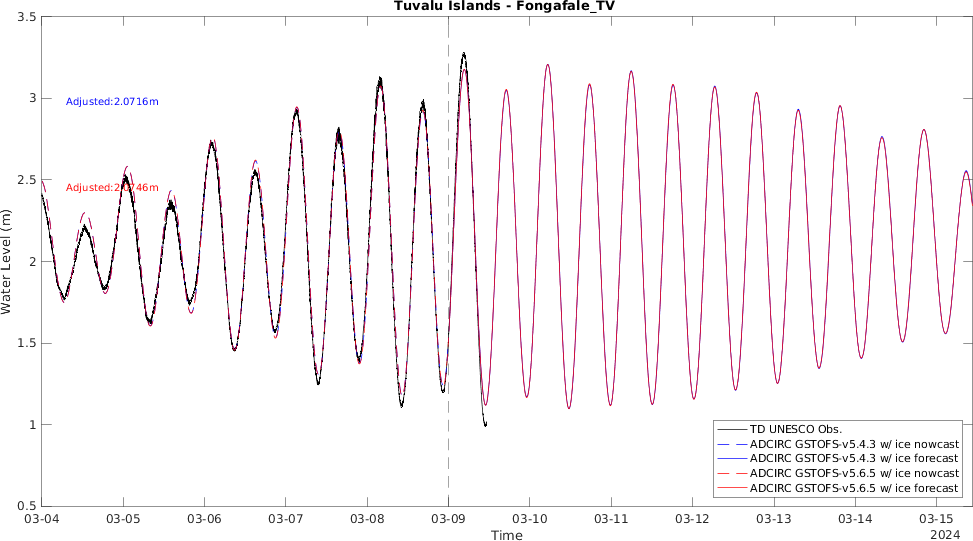 Tuvalu Islands - Fongafale_TV
Water Level (m)
3.5
3
2.5
2
1.5
1
0.5
Adjusted:2.0716m
Adjusted:2.0746m
TD UNESCO Obs.
ADCIRC GSTOFS-v5.4.3 w/ ice nowcast
ADCIRC GSTOFS-v5.4.3 w/ ice forecast
ADCIRC GSTOFS-v5.6.5 w/ ice nowcast
ADCIRC GSTOFS-v5.6.5 w/ ice forecast
03-04 03-05 03-06 03-07 03-08 03-09 03-10 03-11 03-12 03-13 03-14 03-15
Time
2024